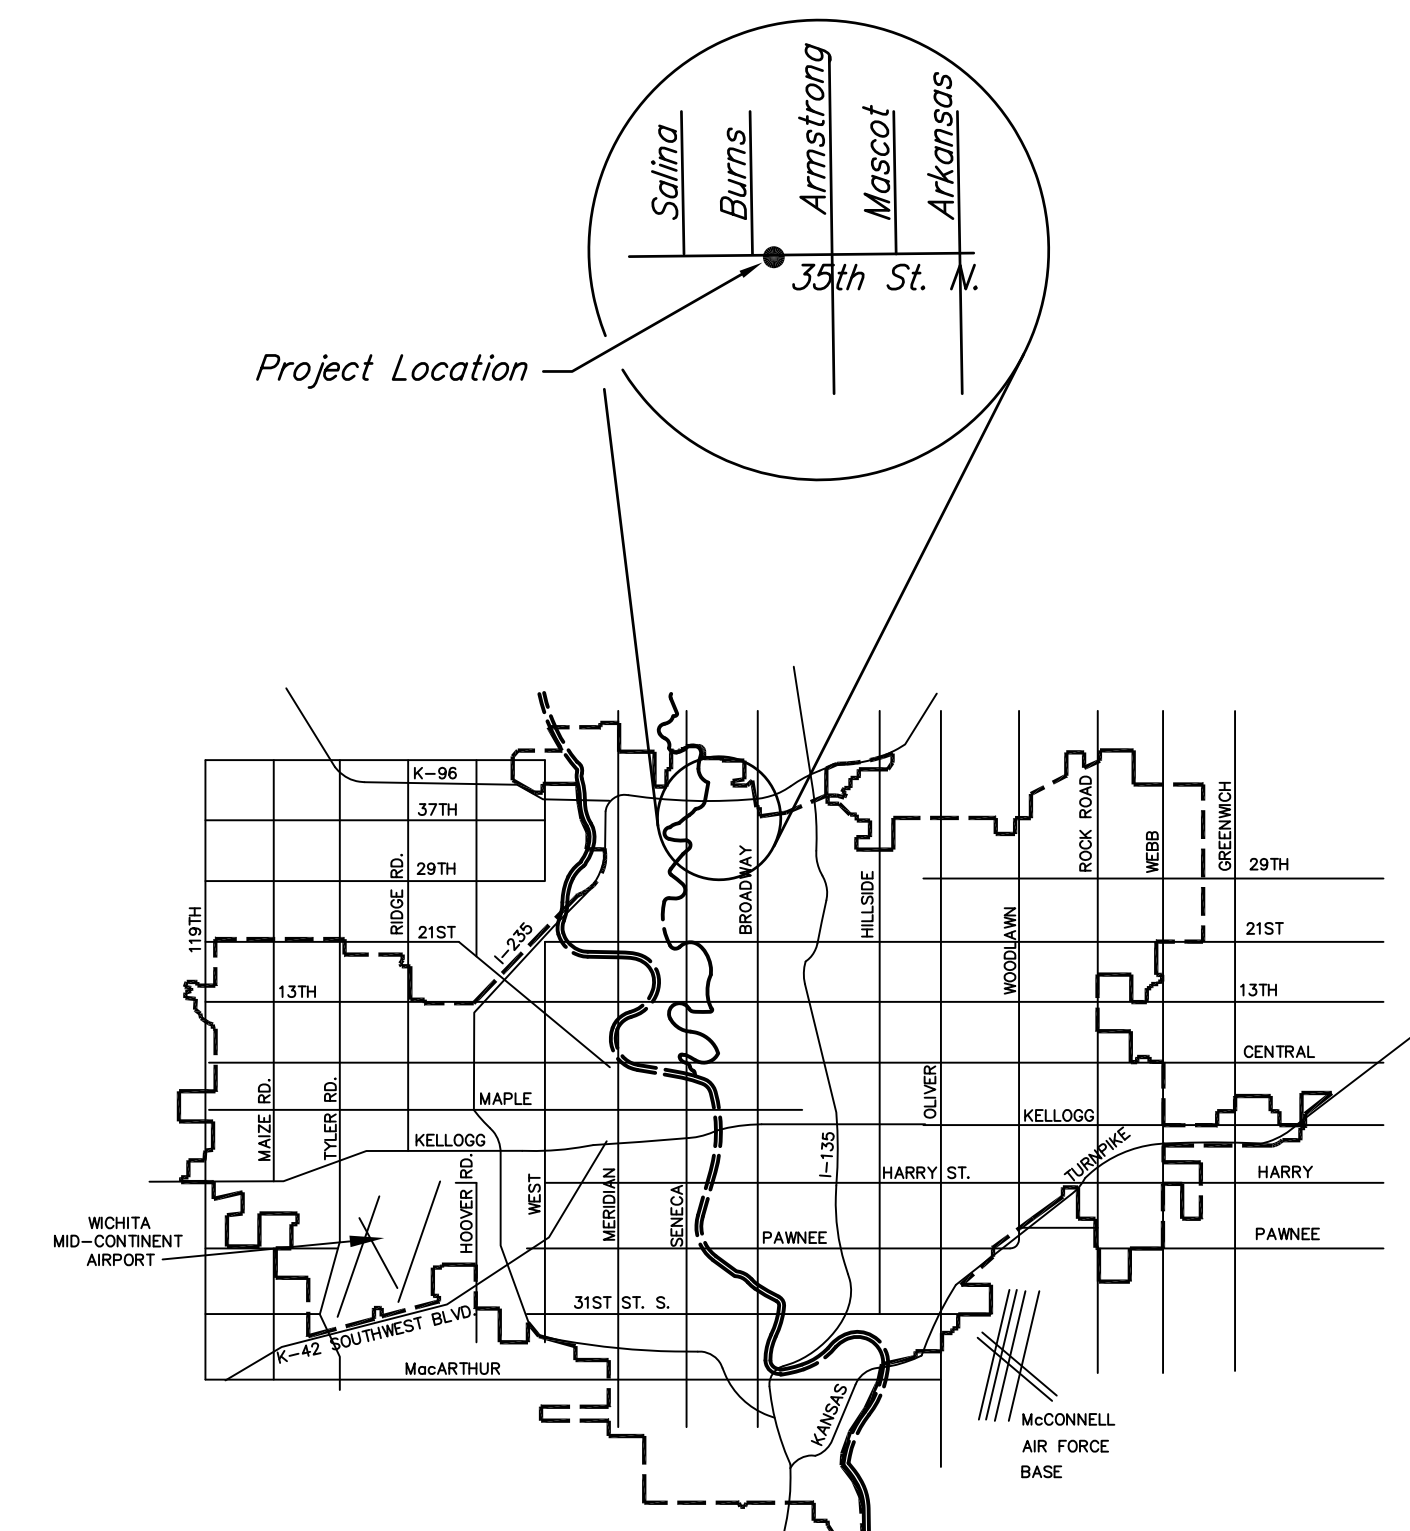 Salina
Burns
Armstrong
Mascot
Arkansas
35th St. N.
Project Location
K-96
37TH
29TH
21ST
13TH
119TH
RIDGE RD.
I-235
BROADWAY
HILLSIDE
WOODLAWN
ROCK ROAD
WEBB
GREENWICH
29TH
21ST
13TH
CENTRAL
MAIZE RD.
TYLER RD.
MAPLE
KELLOGG
HOOVER RD.
WEST
MERIDIAN
SENECA
I-135
OLIVER
KELLOGG
TURNPIKE
HARRY ST.
HARRY
WICHITA
MID-CONTINENT
AIRPORT
PAWNEE
PAWNEE
31ST ST. S.
K-42 SOUTHWEST BLVD.
MacARTHUR
KANSAS
McCONNELL
AIR FORCE
BASE